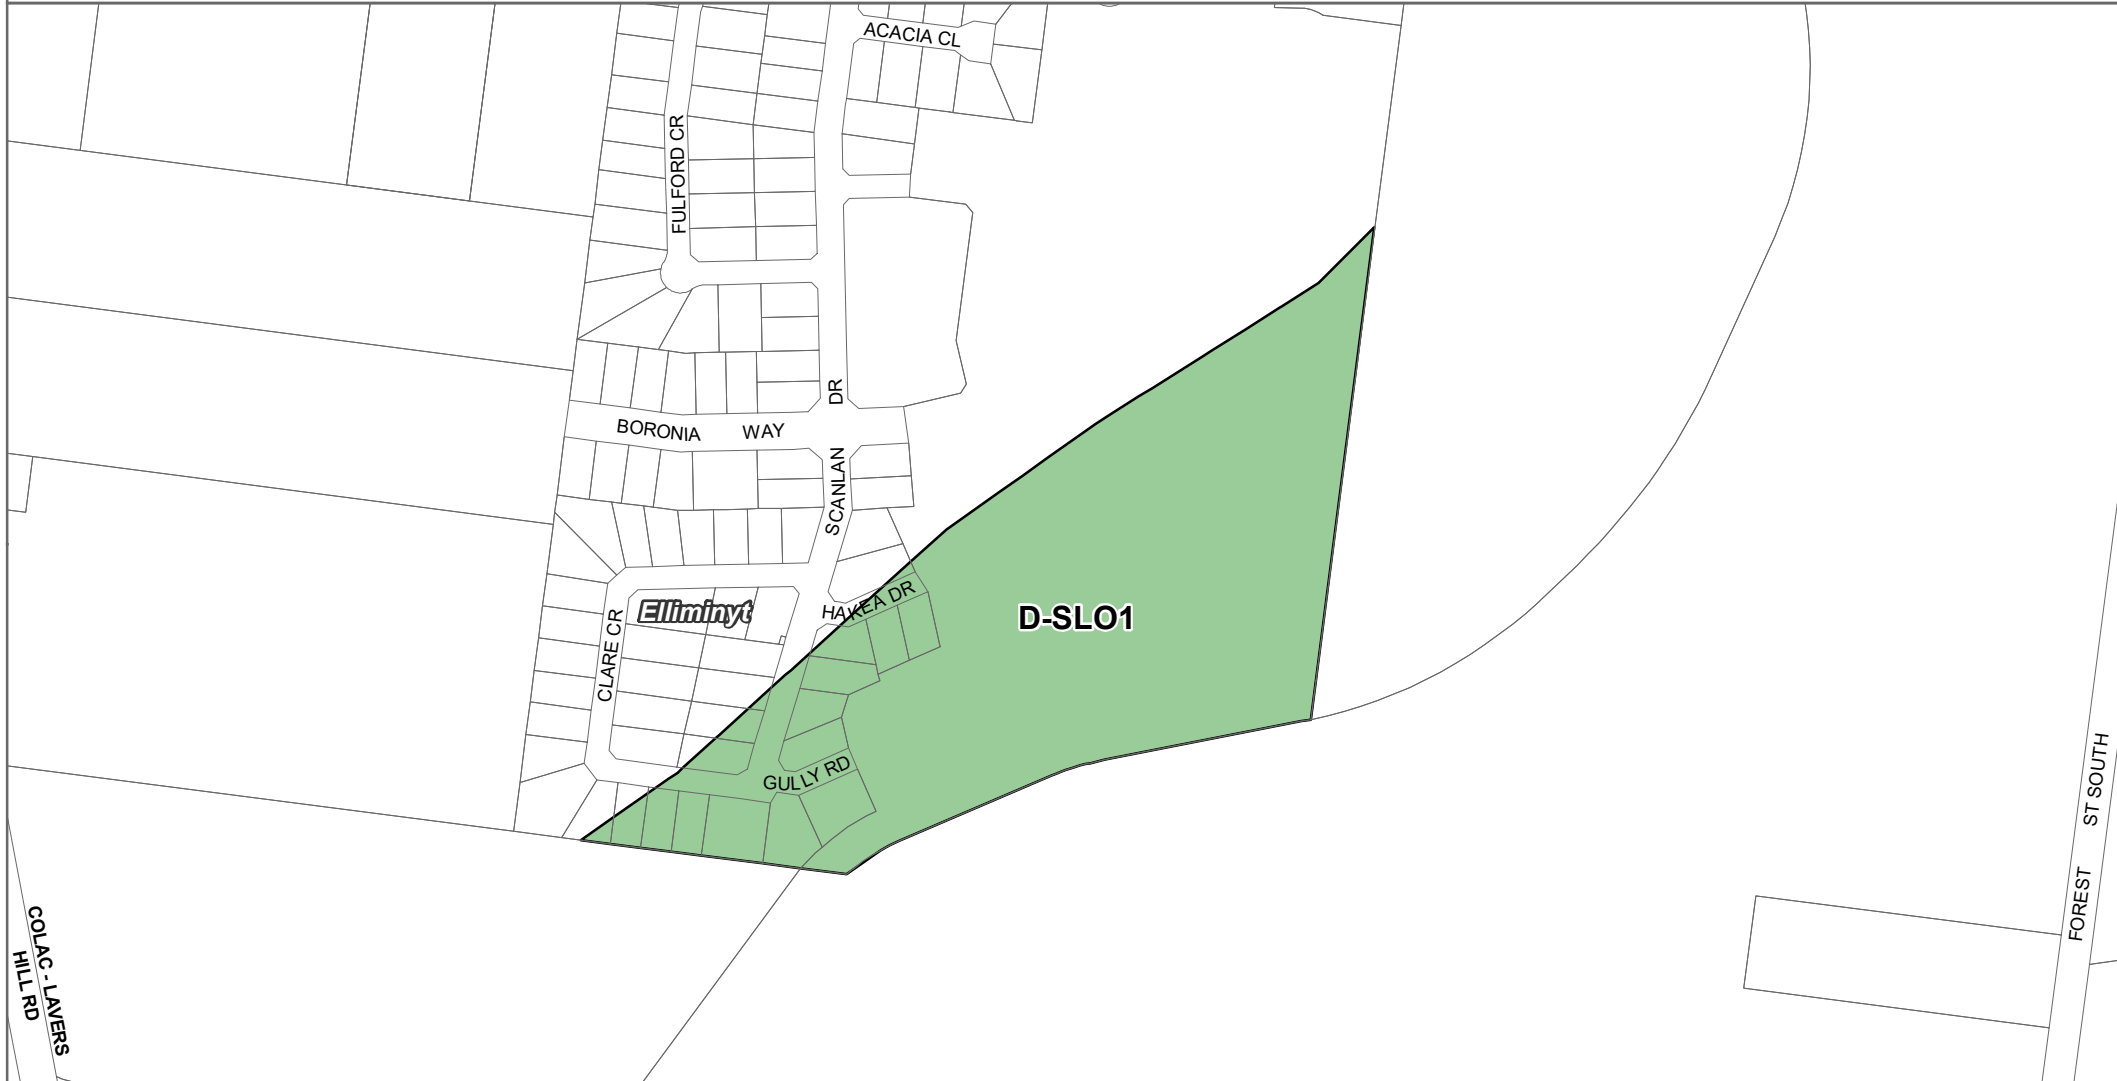 ACACIA CL
FULFORD CR
DR
BORONIA WAY
SCANLAN
HAKEA DR
Elliminyt
D-SLO1
CLARE CR
GULLY RD
ST SOUTH
FOREST
COLAC - LAVERS
HILL RD